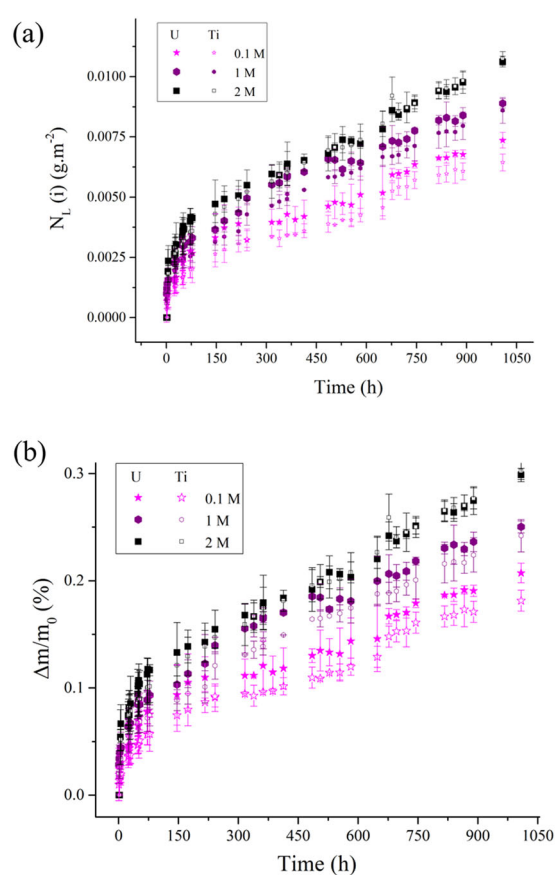 (a)
U Ti
0.1 M
1 M
2 M
0.0100
0.0075
0.0050
0.0025
0.0000
N_L (i) (g.m⁻²)
0 150 300 450 600 750 900 1050
Time (h)
(b)
U Ti
0.1 M
1 M
2 M
0.3
0.2
0.1
0.0
Δm/m₀ (%)
0 150 300 450 600 750 900 1050
Time (h)